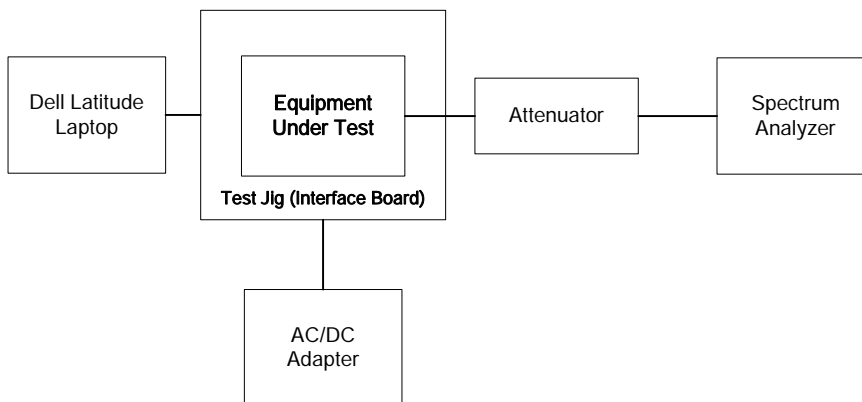 Dell Latitude
Laptop
Equipment
Under Test
Test Jig (Interface Board)
Attenuator
Spectrum
Analyzer
AC/DC
Adapter